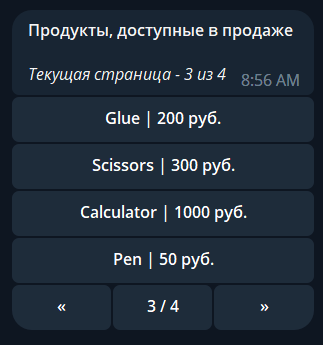 Продукты, доступные в продаже
Текущая страница - 3 из 4
8:56 AM
Glue | 200 руб.
Scissors | 300 руб.
Calculator | 1000 руб.
Pen | 50 руб.
« 3 / 4 »